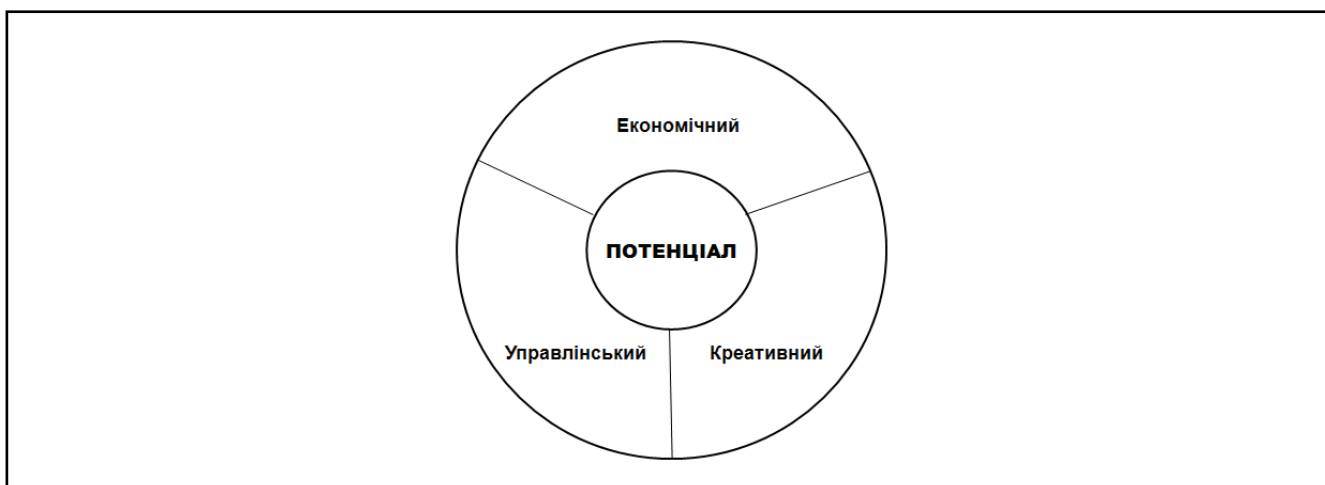 Економічний
ПОТЕНЦІАЛ
Управлінський
Креативний